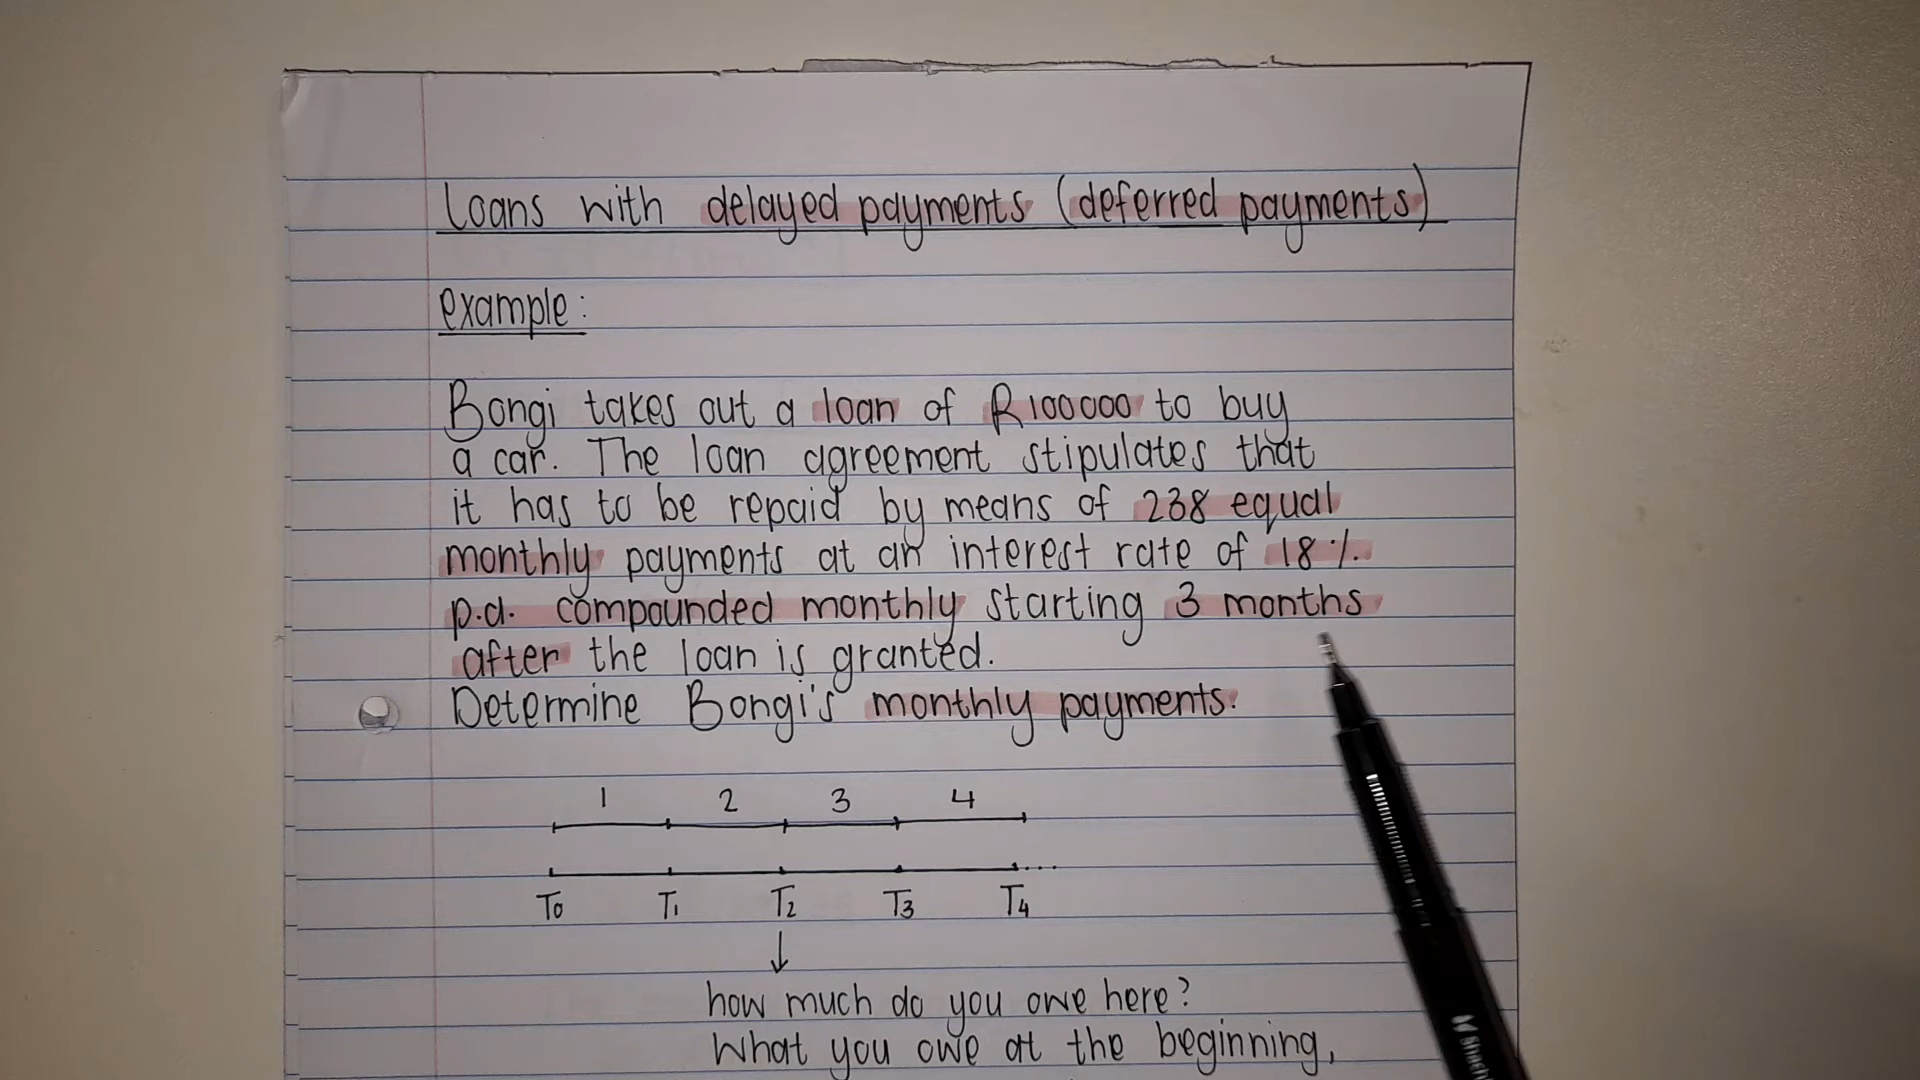 Loans with delayed payments (deferred payments)
example:
Bongi takes out a loan of R100000 to buy
a car. The loan agreement stipulates that
it has to be repaid by means of 238 equal
monthly payments at an interest rate of 18%
p.a. compounded monthly starting 3 months
after the loan is granted.
Determine Bongi's monthly payments.
1 2 3 4
T0 T1 T2 T3 T4
how much do you owe here?
What you owe at the beginning,